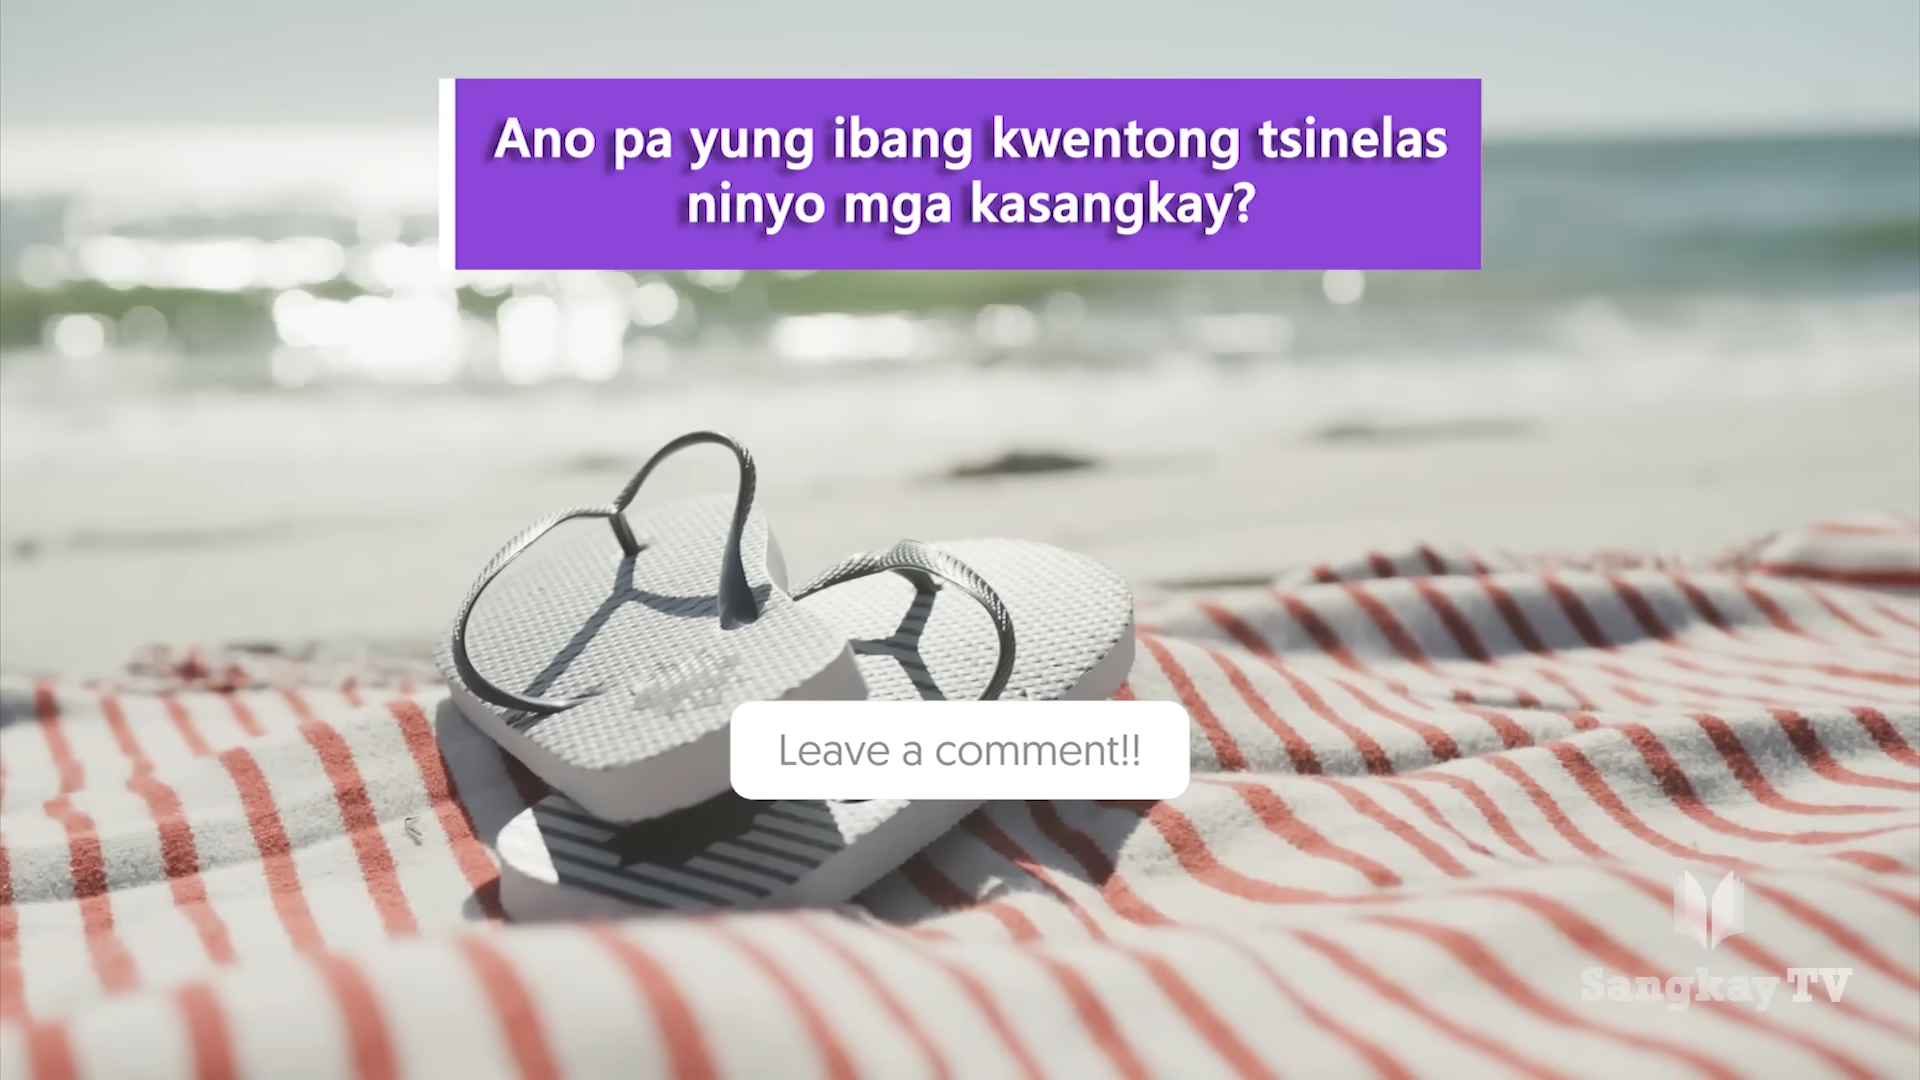 Ano pa yung ibang kwentong tsinelas
ninyo mga kasangkay?
Leave a comment!!
Sangkay TV